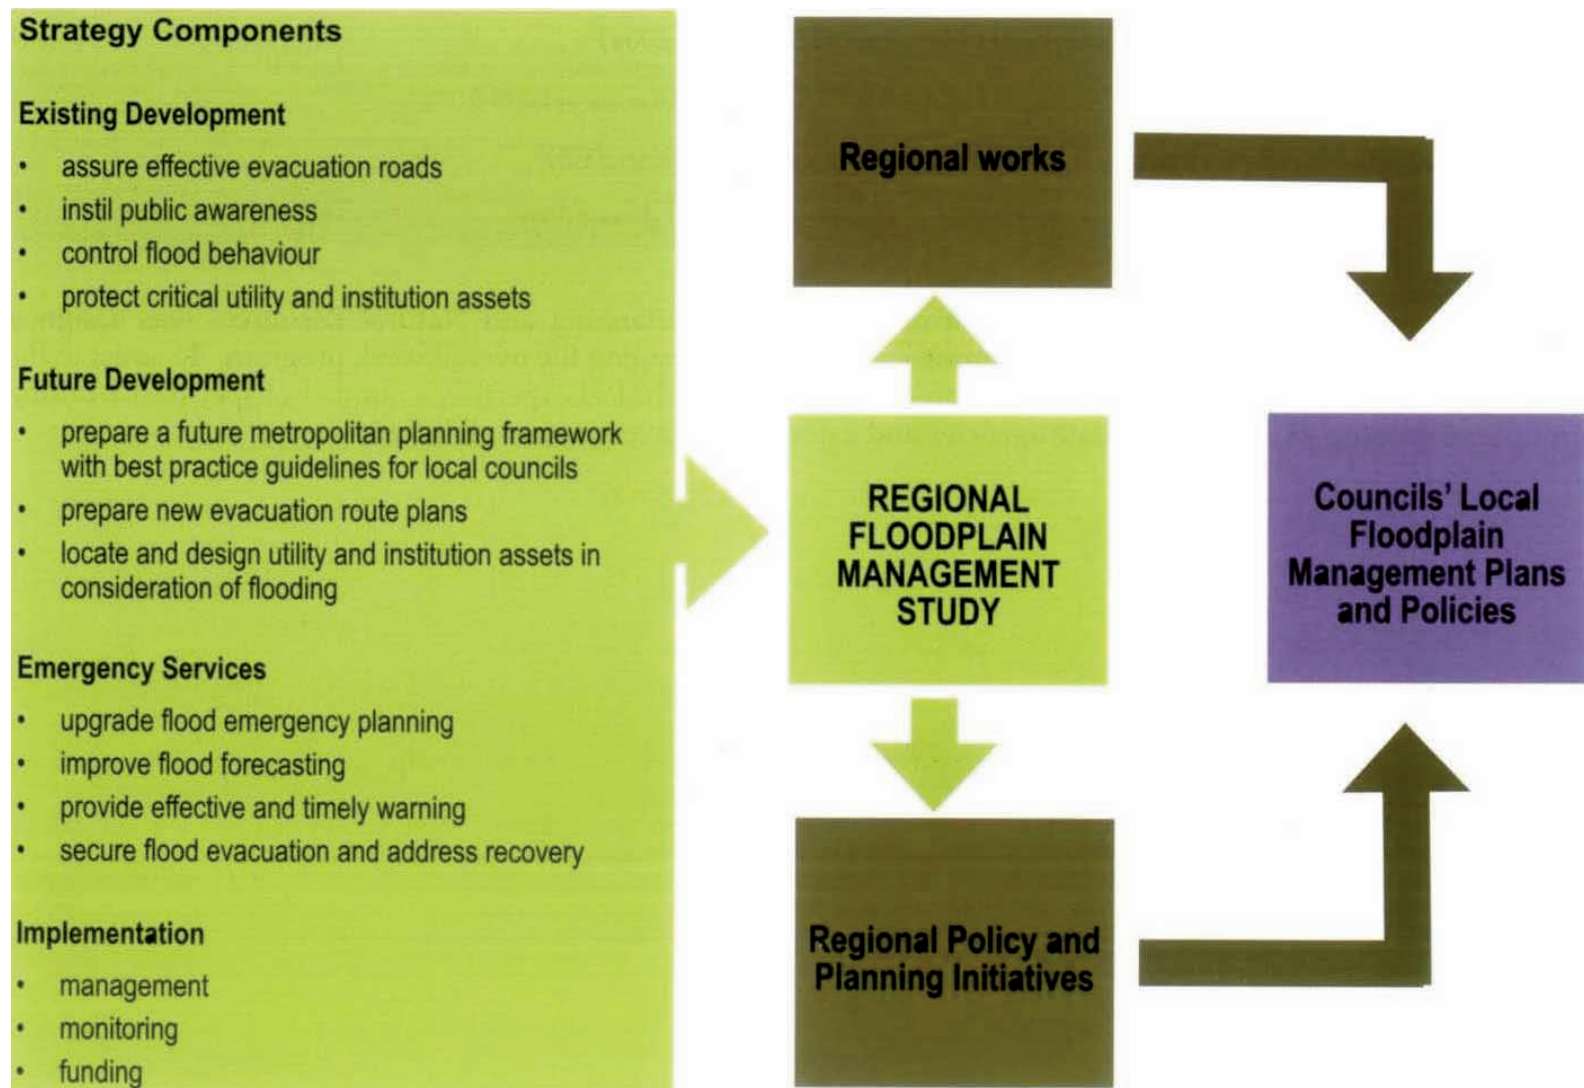 Strategy Components
Existing Development
• assure effective evacuation roads
• instil public awareness
• control flood behaviour
• protect critical utility and institution assets
Future Development
• prepare a future metropolitan planning framework
with best practice guidelines for local councils
• prepare new evacuation route plans
• locate and design utility and institution assets in
consideration of flooding
Emergency Services
• upgrade flood emergency planning
• improve flood forecasting
• provide effective and timely warning
• secure flood evacuation and address recovery
Implementation
• management
• monitoring
• funding
Regional works
REGIONAL
FLOODPLAIN
MANAGEMENT
STUDY
Regional Policy and
Planning Initiatives
Councils' Local
Floodplain
Management Plans
and Policies